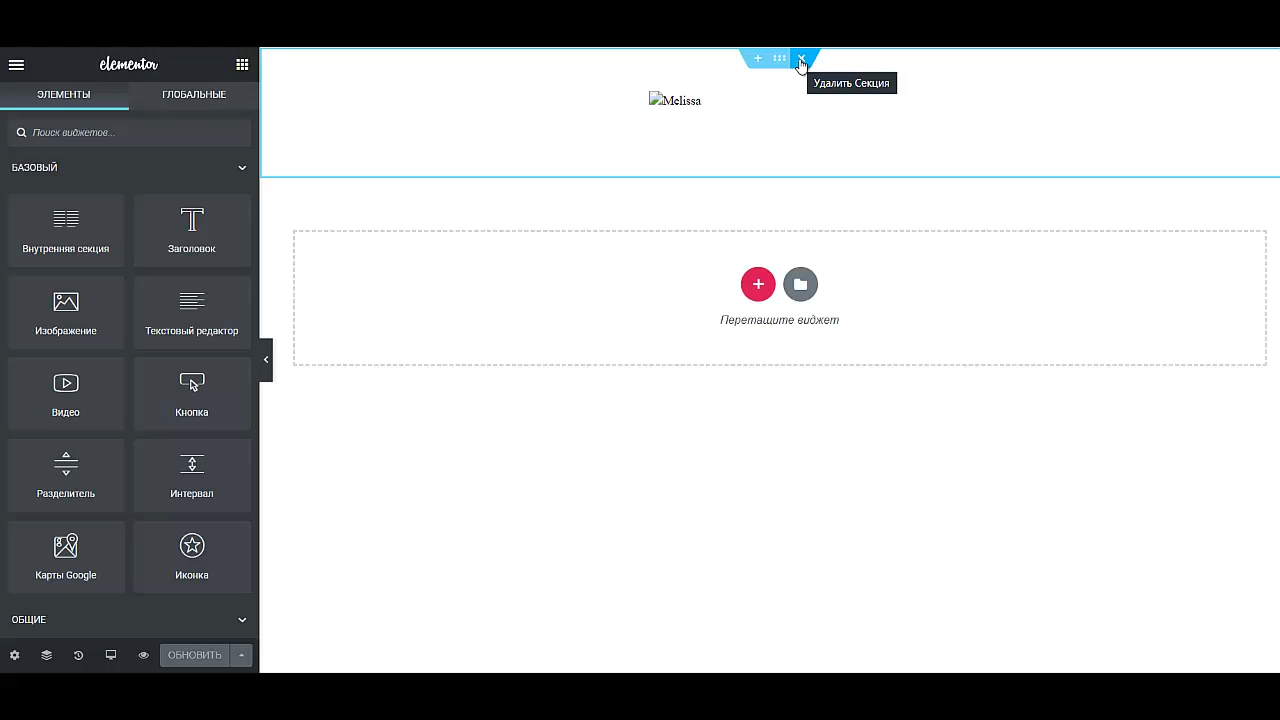 elementor
ЭЛЕМЕНТЫ
ГЛОБАЛЬНЫЕ
Поиск виджетов...
БАЗОВЫЙ
Внутренняя секция
Заголовок
Изображение
Текстовый редактор
Видео
Кнопка
Разделитель
Интервал
Карты Google
Иконка
ОБЩИЕ
ОБНОВИТЬ
Удалить Секция
Melissa
Перетащите виджет